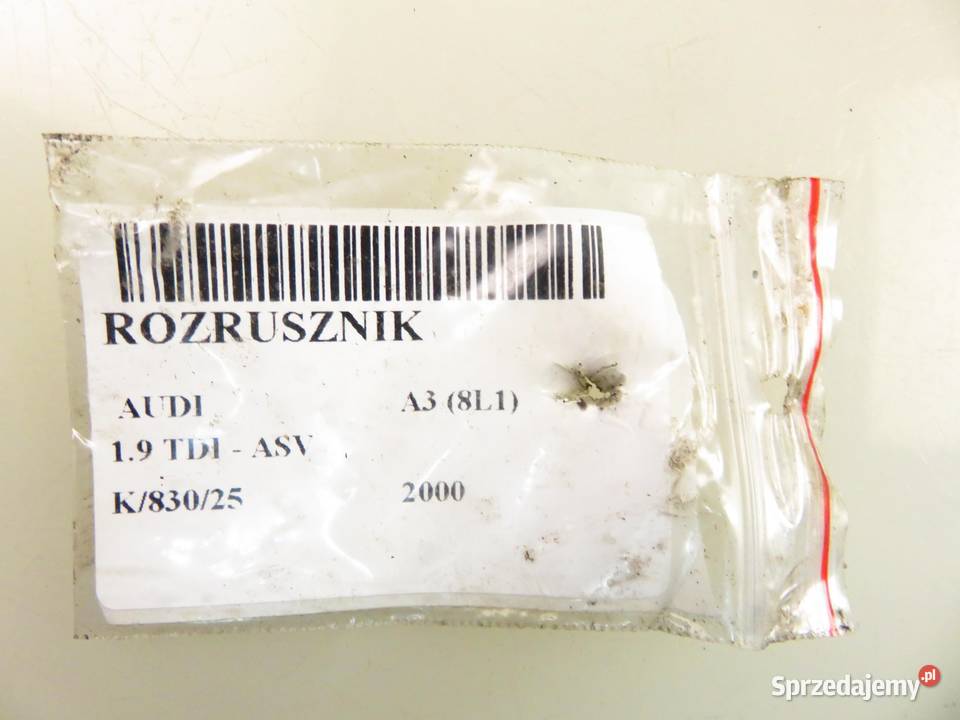 ROZRUSZNIK
AUDI A3 (8L1)
1.9 TDI - ASV
K/830/25 2000
Sprzedajemy.pl